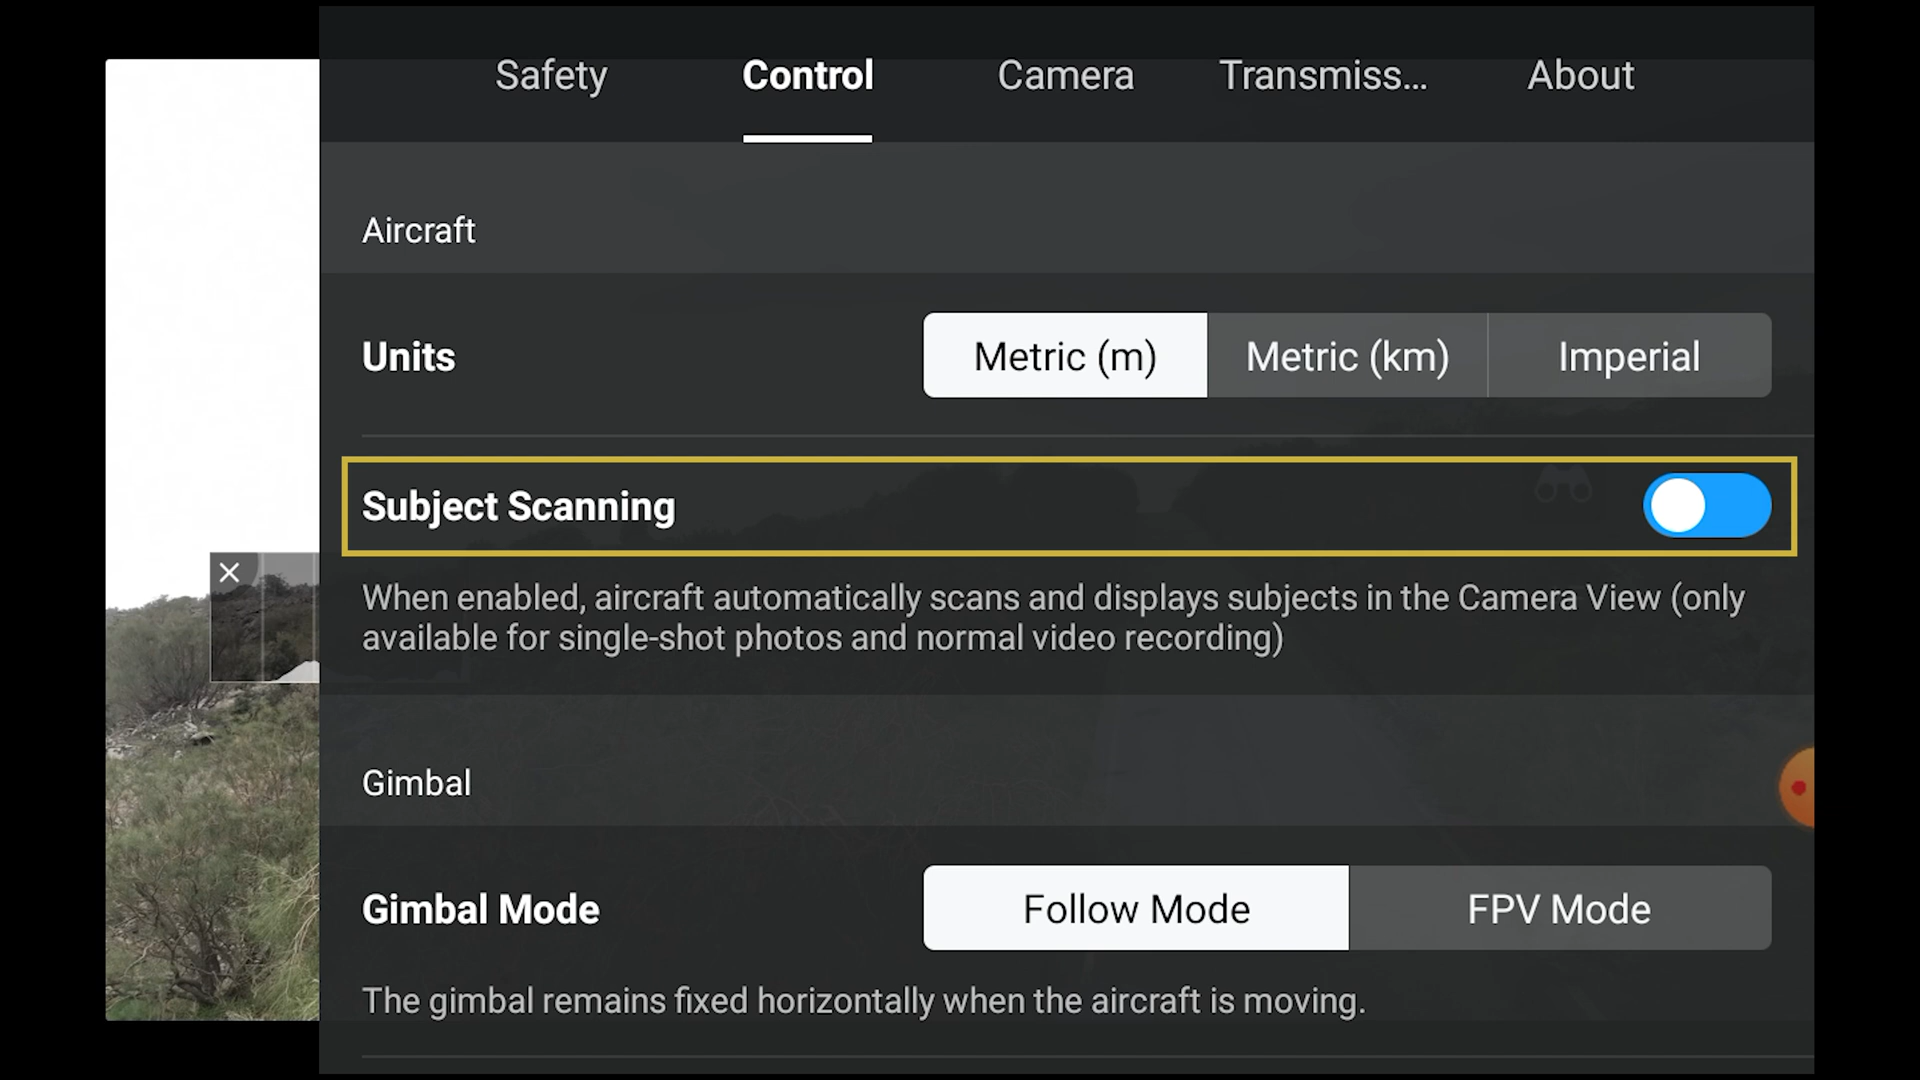 Safety Control Camera Transmiss... About
Aircraft
Units Metric (m) Metric (km) Imperial
Subject Scanning
When enabled, aircraft automatically scans and displays subjects in the Camera View (only
available for single-shot photos and normal video recording)
Gimbal
Gimbal Mode Follow Mode FPV Mode
The gimbal remains fixed horizontally when the aircraft is moving.